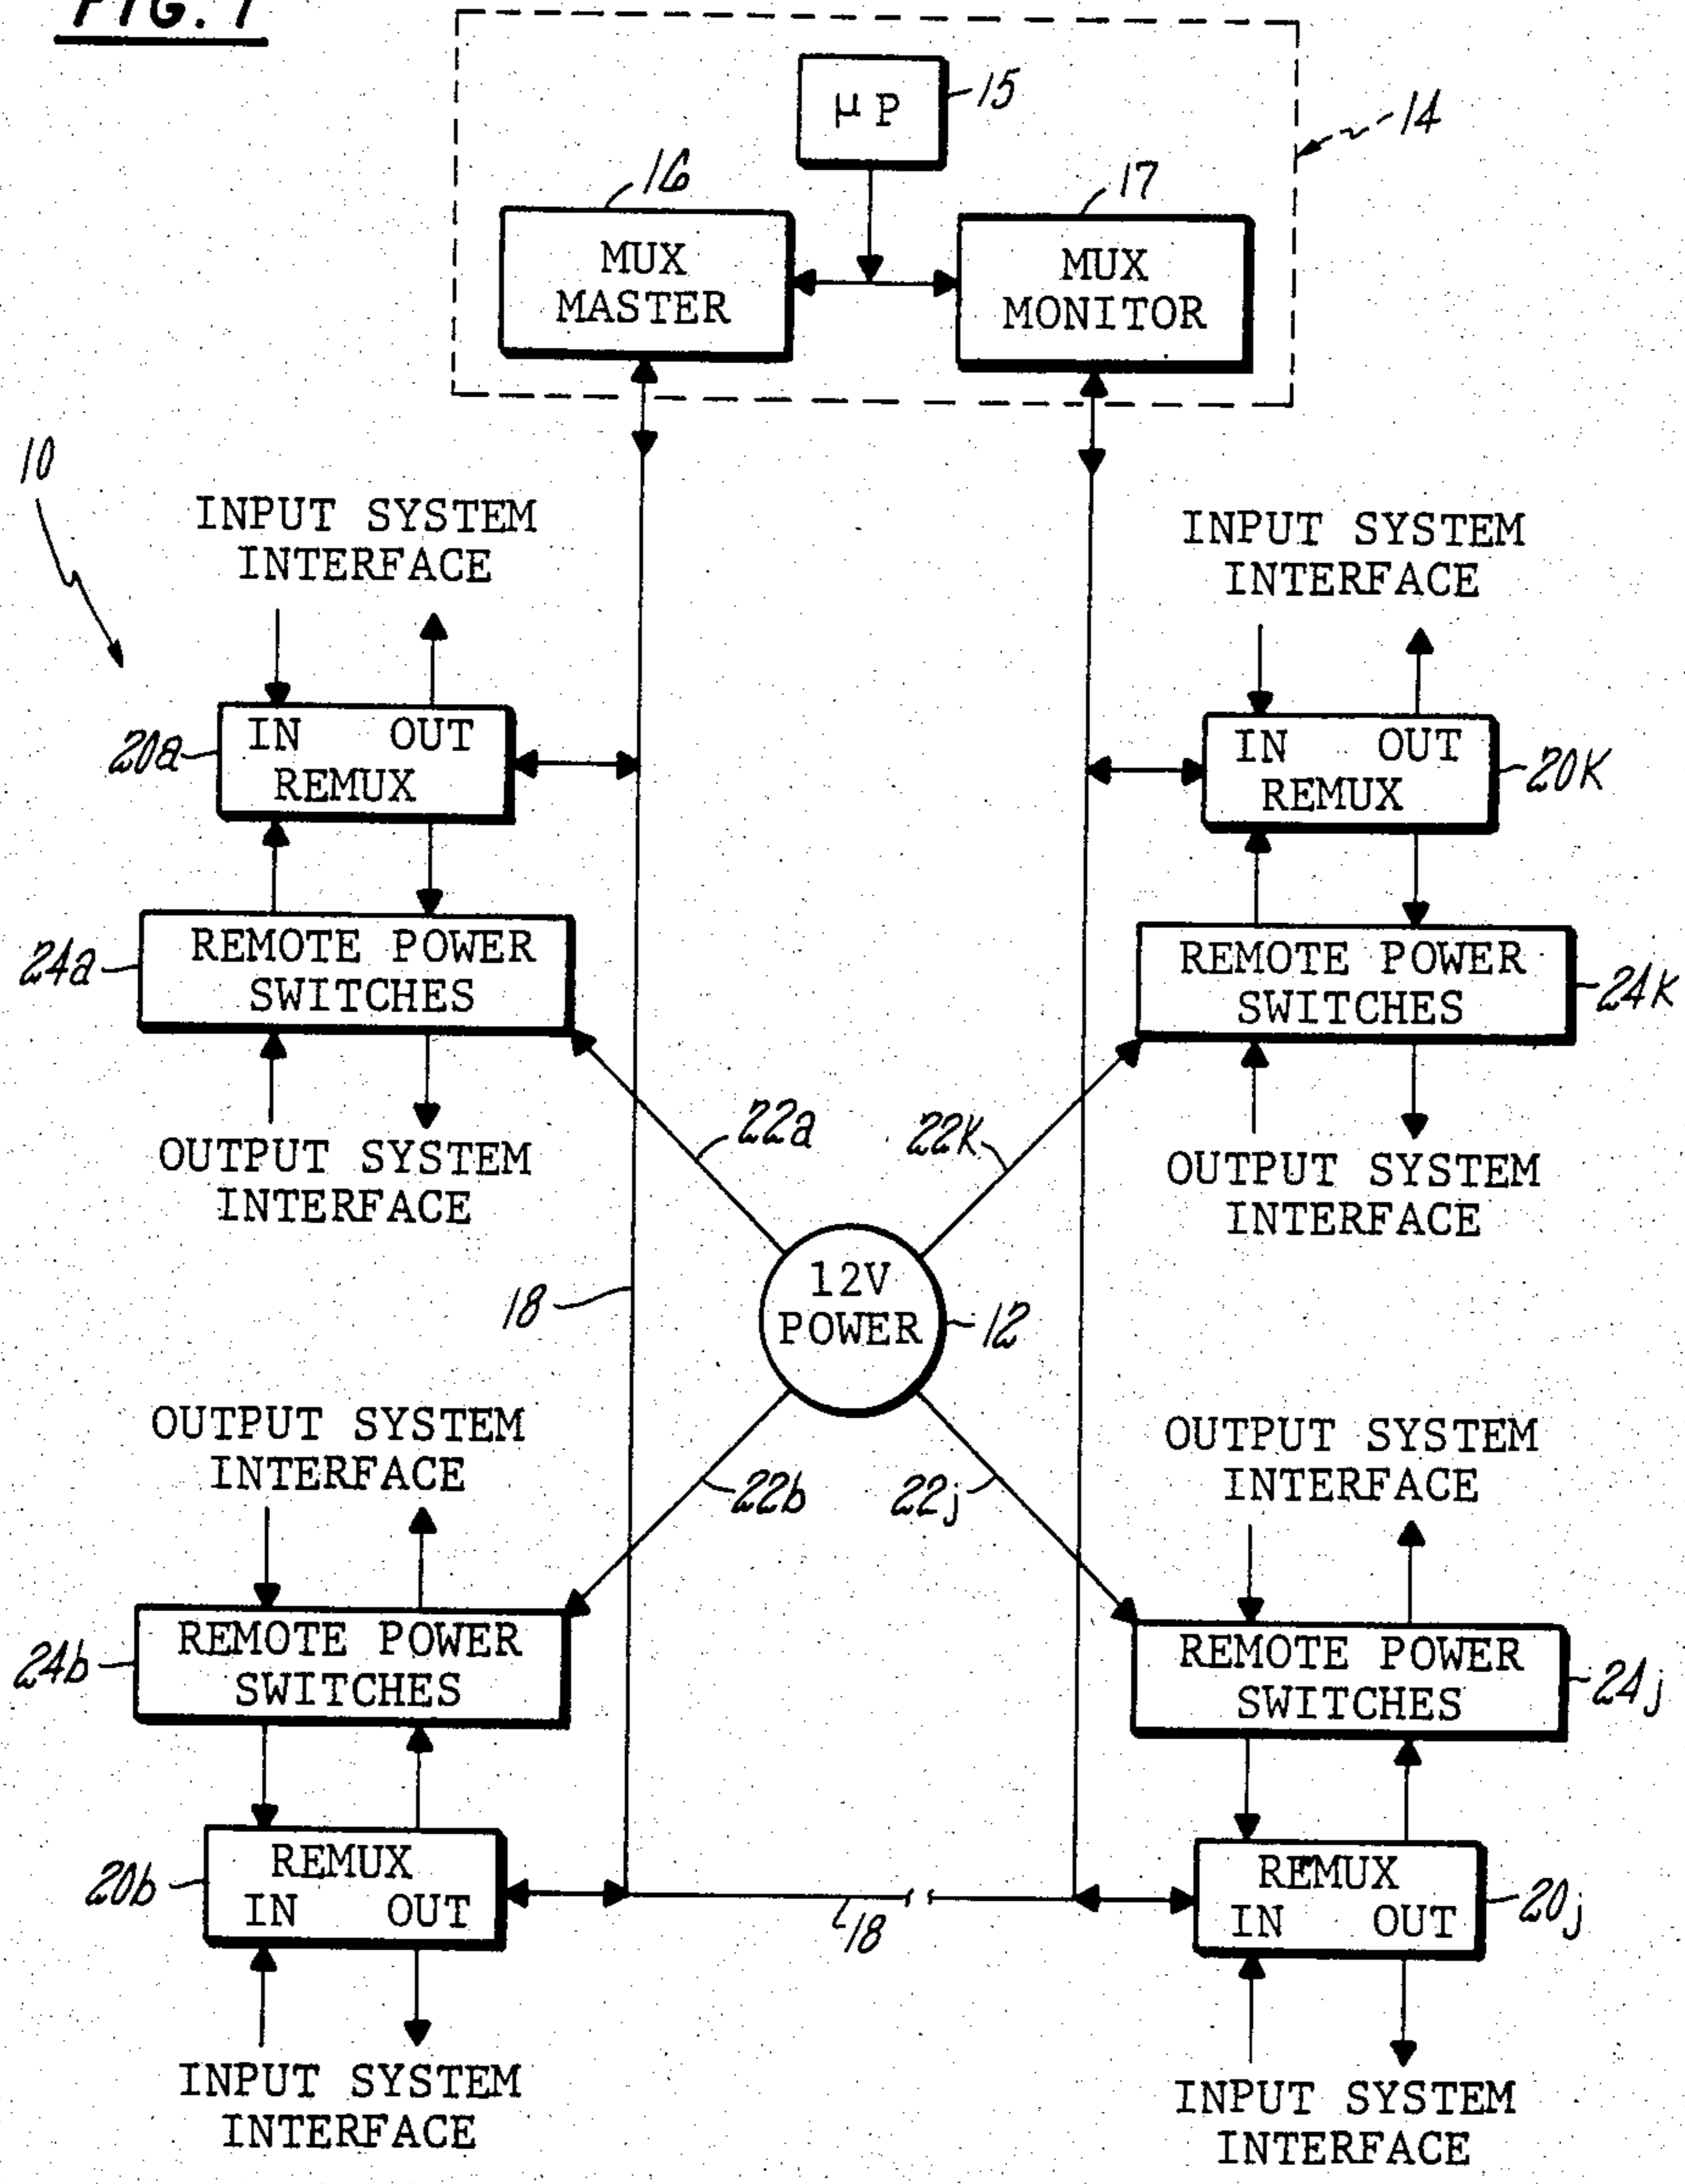 FIG. 1
μP
15
14
16
17
MUX
MASTER
MUX
MONITOR
10
INPUT SYSTEM
INTERFACE
INPUT SYSTEM
INTERFACE
20a
IN OUT
REMUX
IN OUT
REMUX
20K
24a
REMOTE POWER
SWITCHES
REMOTE POWER
SWITCHES
24K
22a
22K
OUTPUT SYSTEM
INTERFACE
OUTPUT SYSTEM
INTERFACE
18
12V
POWER
12
OUTPUT SYSTEM
INTERFACE
OUTPUT SYSTEM
INTERFACE
22b
22j
24b
REMOTE POWER
SWITCHES
REMOTE POWER
SWITCHES
24j
20b
REMUX
IN OUT
18
REMUX
IN OUT
20j
INPUT SYSTEM
INTERFACE
INPUT SYSTEM
INTERFACE